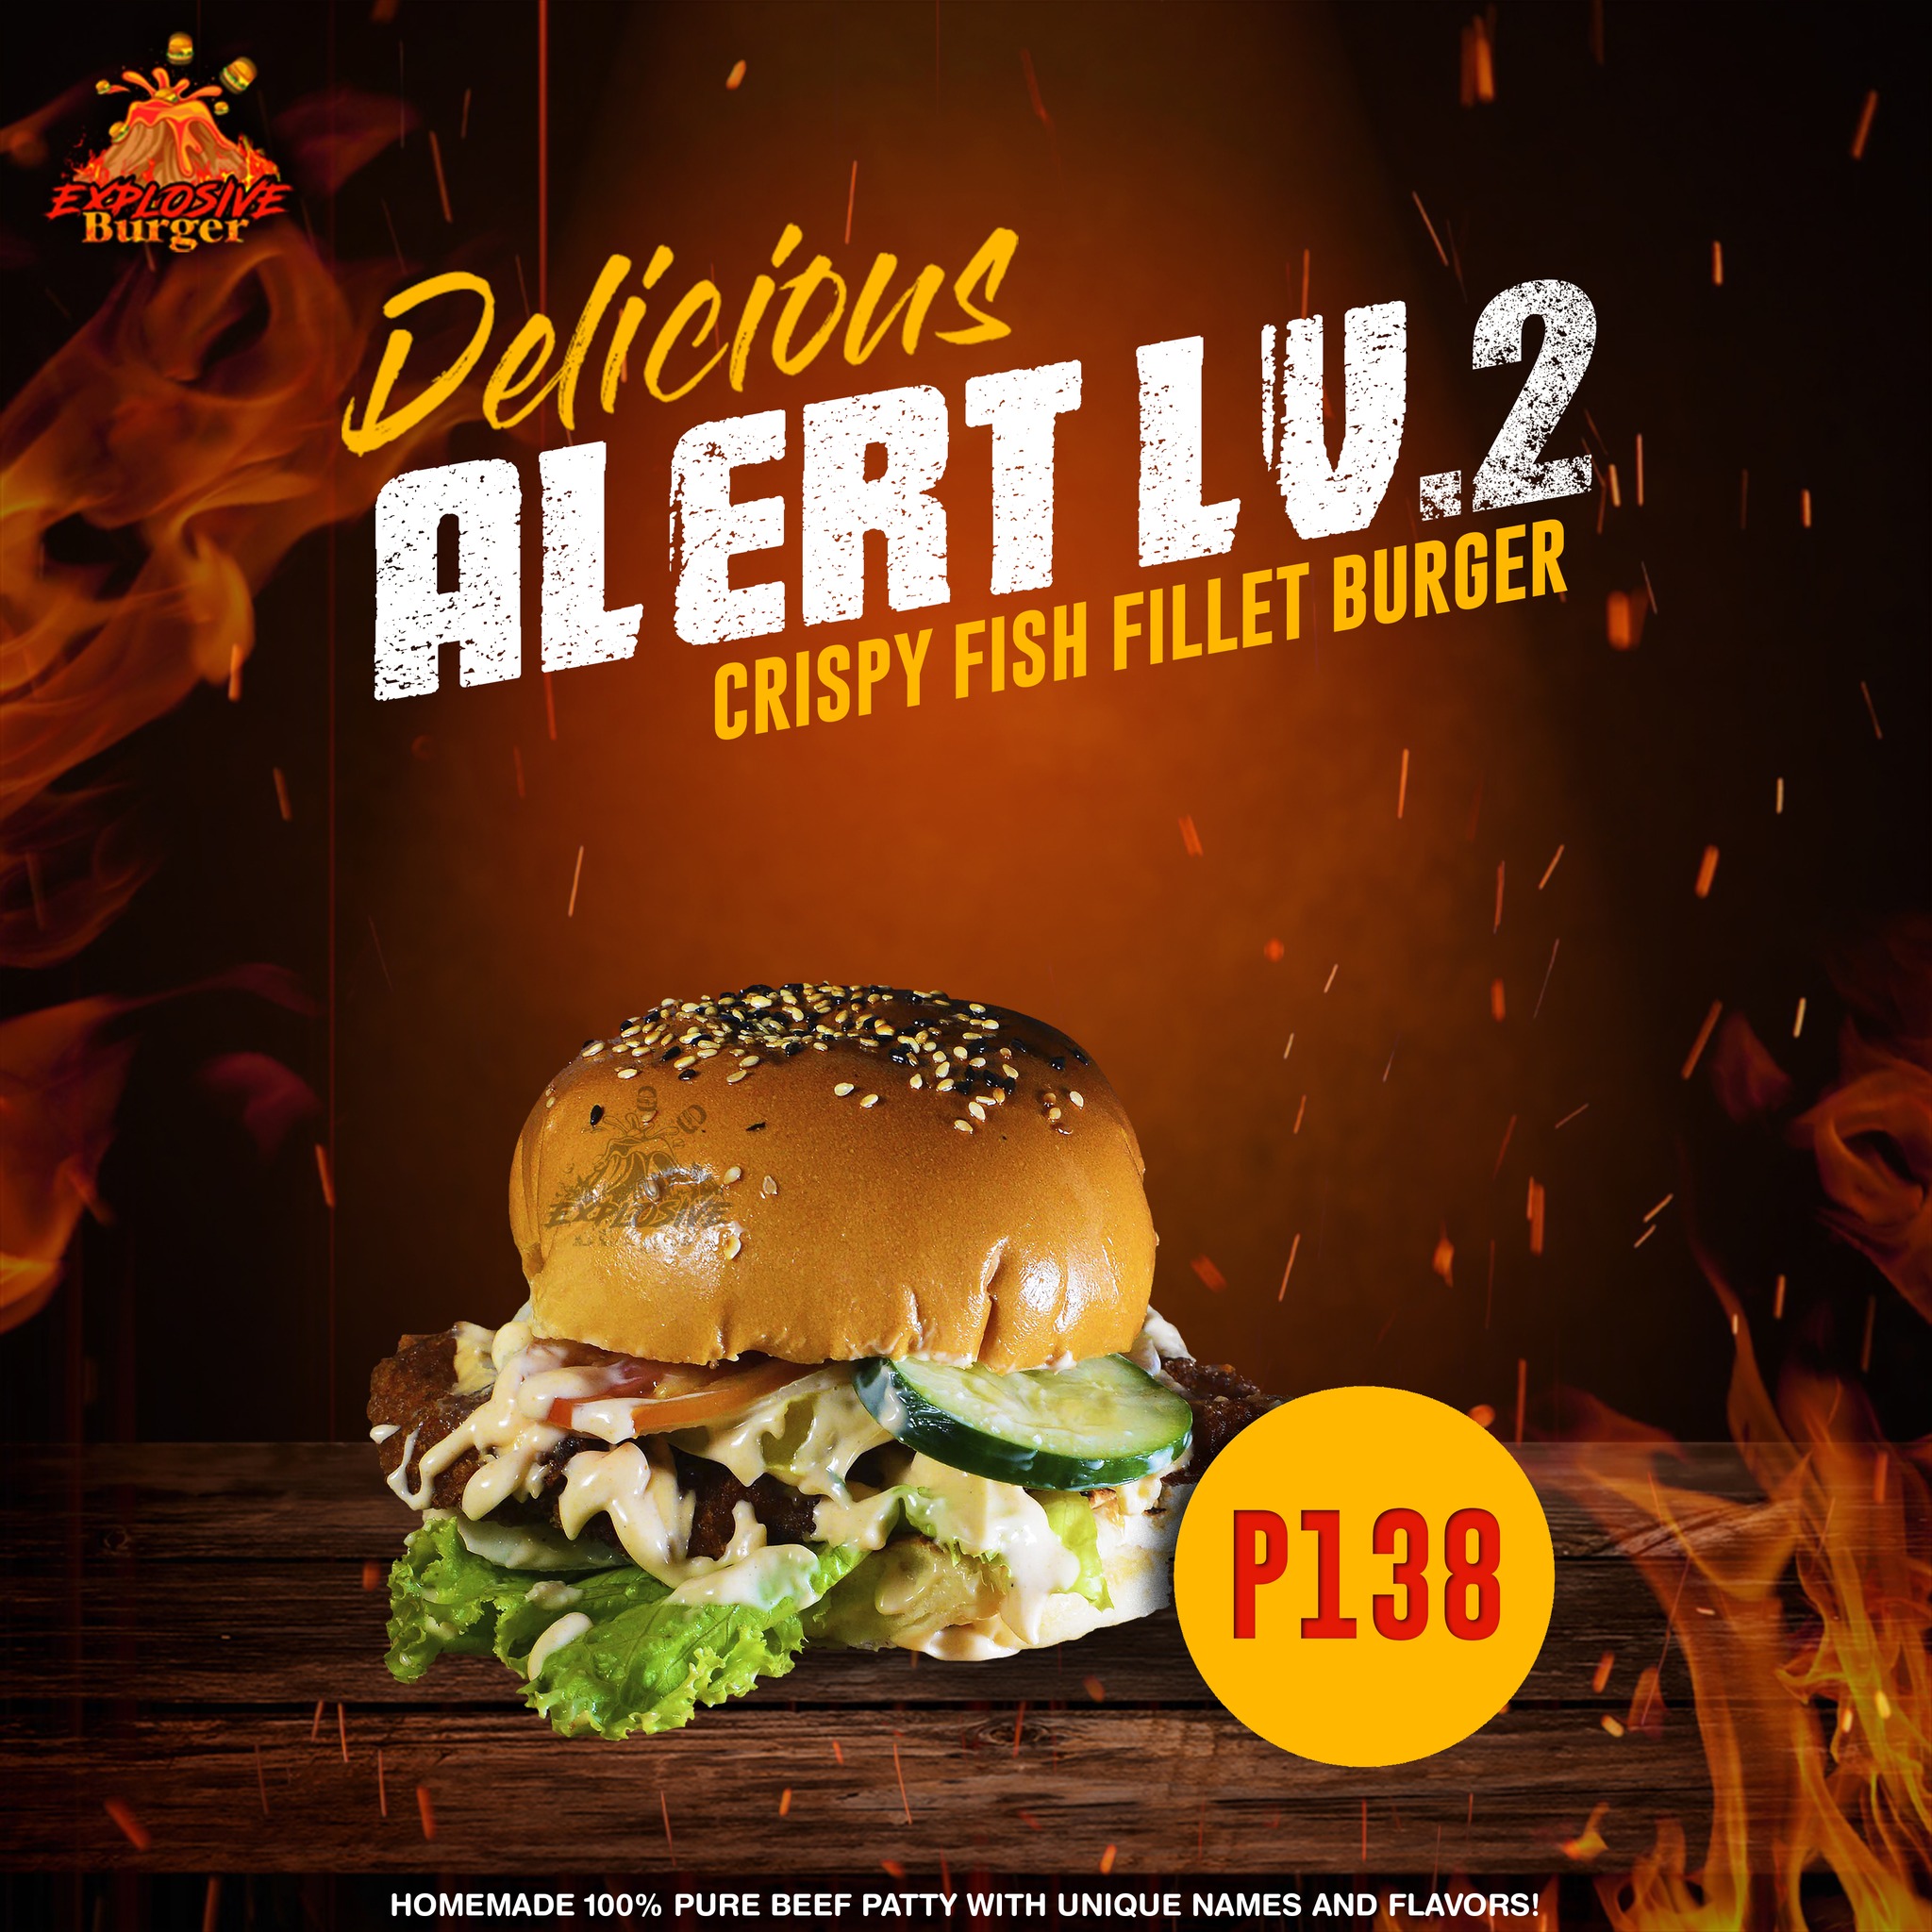 EXPLOSIVE
Burger
Delicious
ALERT LV.2
CRISPY FISH FILLET BURGER
EXPLOSIVE
P138
HOMEMADE 100% PURE BEEF PATTY WITH UNIQUE NAMES AND FLAVORS!